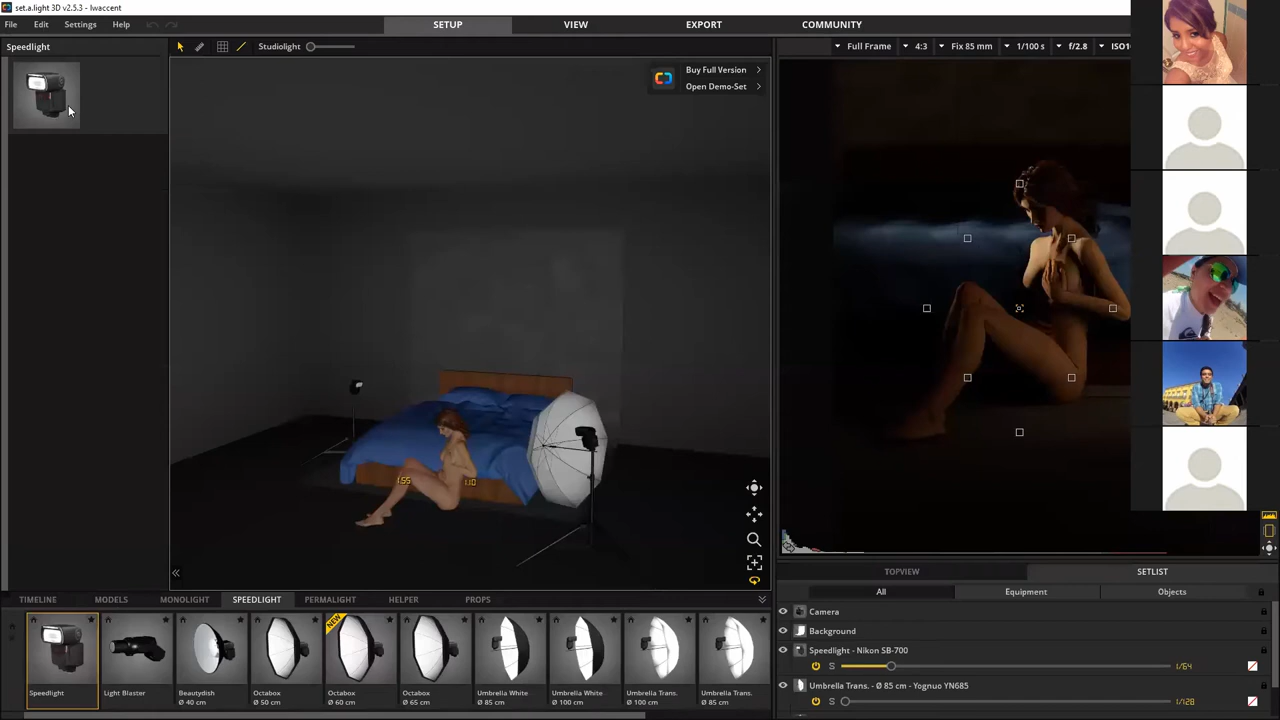 set.a.light 3D v2.5.3 - lwaccent
File Edit Settings Help
SETUP VIEW EXPORT COMMUNITY
Speedlight
Studiolight
Buy Full Version
Open Demo-Set
Full Frame 4:3 Fix 85 mm 1/100 s f/2.8
1.55 1.10
TIMELINE MODELS MONOLIGHT SPEEDLIGHT PERMALIGHT HELPER PROPS
Speedlight
Light Blaster
Beautydish
Ø 40 cm
Octabox
Ø 50 cm
NEW
Octabox
Ø 60 cm
Octabox
Ø 65 cm
Umbrella White
Ø 85 cm
Umbrella White
Ø 100 cm
Umbrella Trans.
Ø 100 cm
Umbrella Trans.
Ø 85 cm
TOPVIEW SETLIST
All Equipment Objects
Camera
Background
Speedlight - Nikon SB-700
S 1/64
Umbrella Trans. - Ø 85 cm - Yognuo YN685
S 1/128